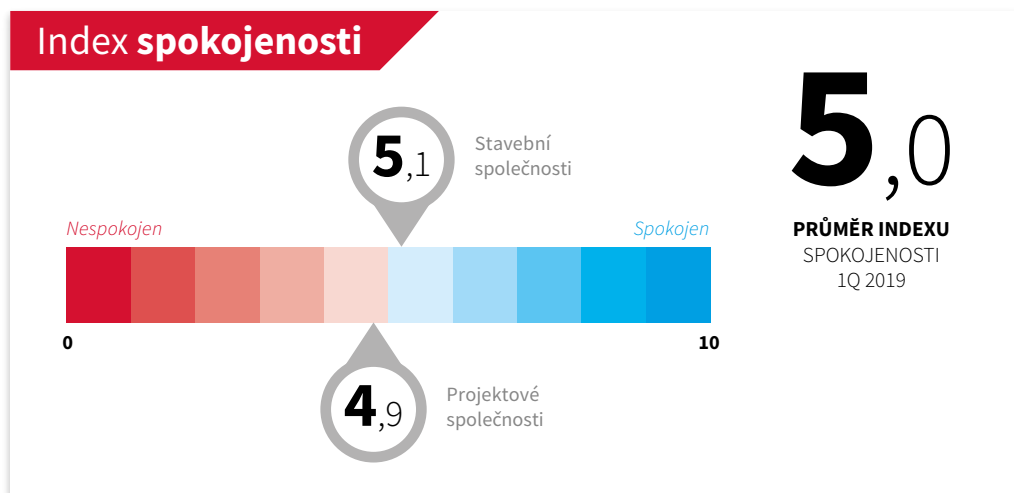 Index spokojenosti
5,1
Stavební
společnosti
5,0
PRŮMĚR INDEXU
SPOKOJENOSTI
1Q 2019
Nespokojen
Spokojen
0
10
4,9
Projektové
společnosti